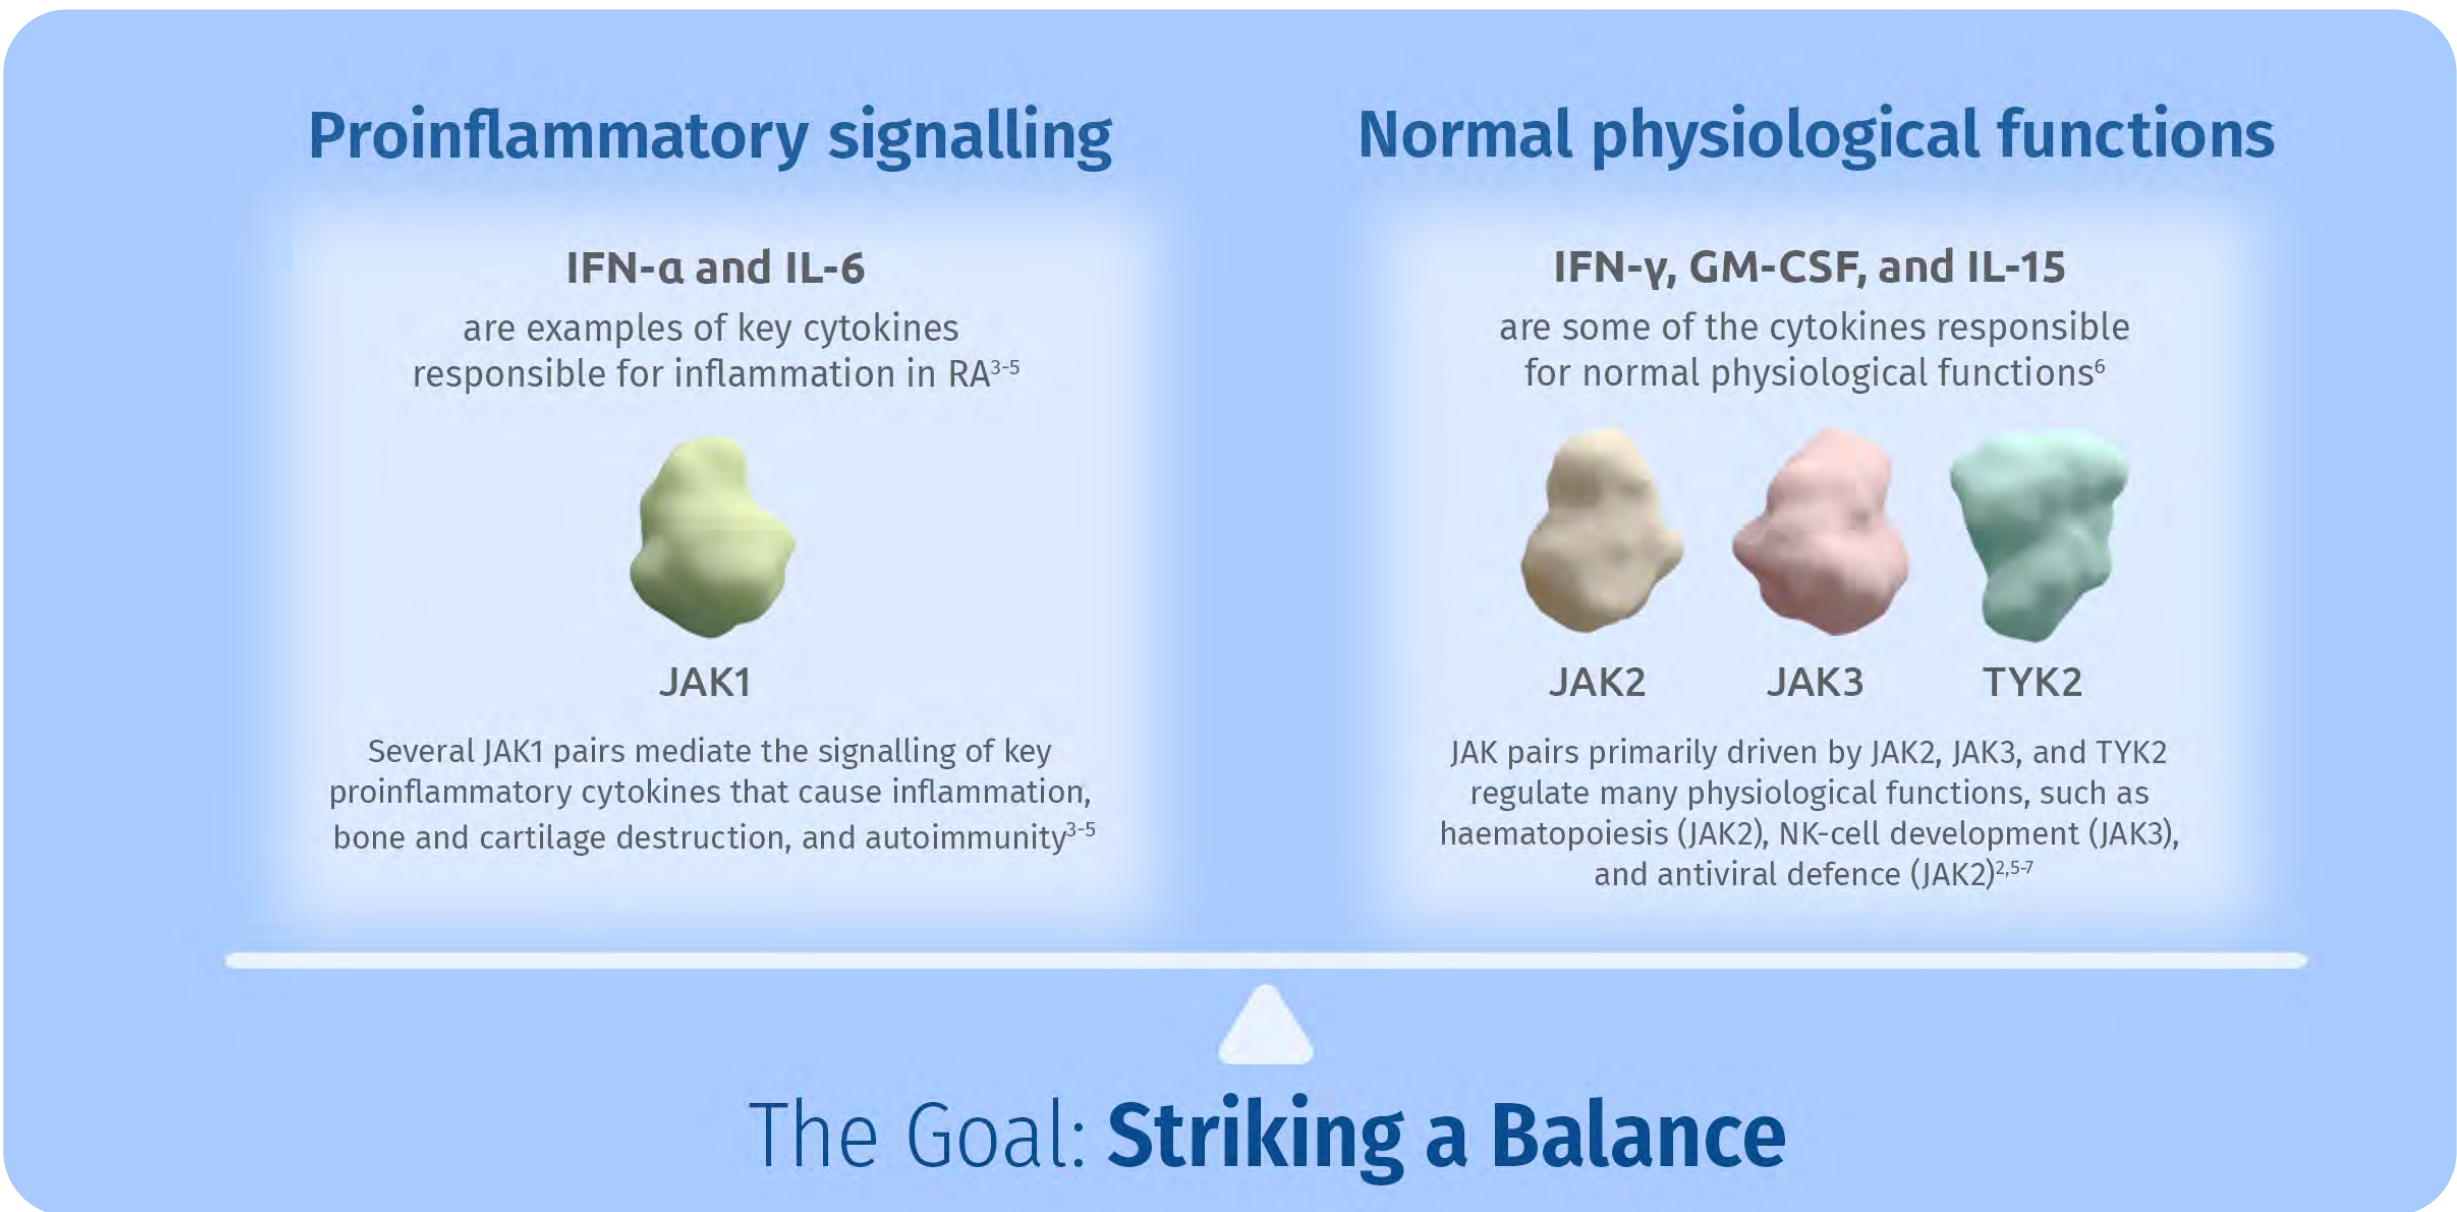 Proinflammatory signalling
IFN-α and IL-6
are examples of key cytokines
responsible for inflammation in RA3-5
JAK1
Several JAK1 pairs mediate the signalling of key
proinflammatory cytokines that cause inflammation,
bone and cartilage destruction, and autoimmunity3-5
Normal physiological functions
IFN-γ, GM-CSF, and IL-15
are some of the cytokines responsible
for normal physiological functions6
JAK2 JAK3 TYK2
JAK pairs primarily driven by JAK2, JAK3, and TYK2
regulate many physiological functions, such as
haematopoiesis (JAK2), NK-cell development (JAK3),
and antiviral defence (JAK2)2,5-7
The Goal: Striking a Balance